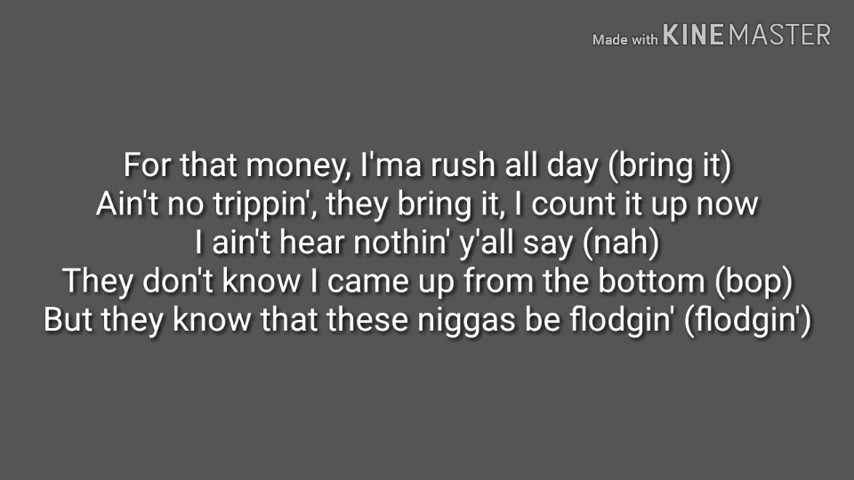 Made with KINEMASTER
For that money, I'ma rush all day (bring it)
Ain't no trippin', they bring it, I count it up now
I ain't hear nothin' y'all say (nah)
They don't know I came up from the bottom (bop)
But they know that these niggas be flodgin' (flodgin')